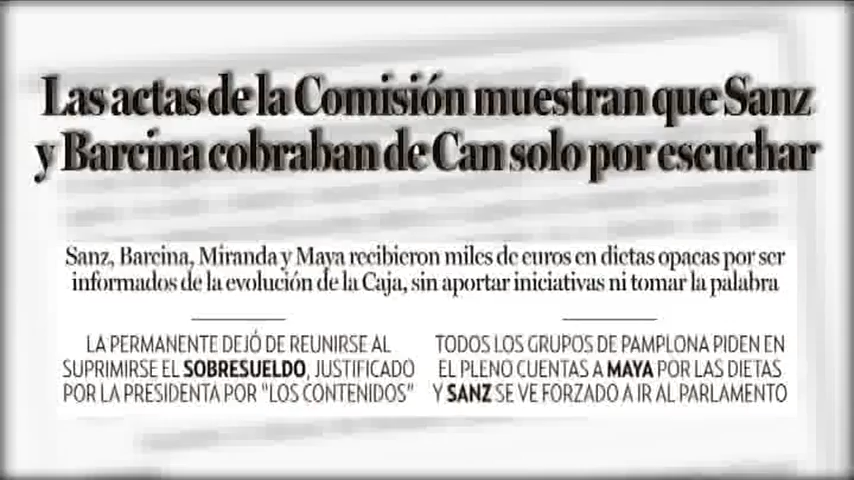 Las actas de la Comisión muestran que Sanz
y Barcina cobraban de Can solo por escuchar
Sanz, Barcina, Miranda y Maya recibieron miles de euros en dietas opacas por ser
informados de la evolución de la Caja, sin aportar iniciativas ni tomar la palabra
LA PERMANENTE DEJÓ DE REUNIRSE AL
SUPRIMIRSE EL SOBRESUELDO, JUSTIFICADO
POR LA PRESIDENTA POR "LOS CONTENIDOS"
TODOS LOS GRUPOS DE PAMPLONA PIDEN EN
EL PLENO CUENTAS A MAYA POR LAS DIETAS
Y SANZ SE VE FORZADO A IR AL PARLAMENTO